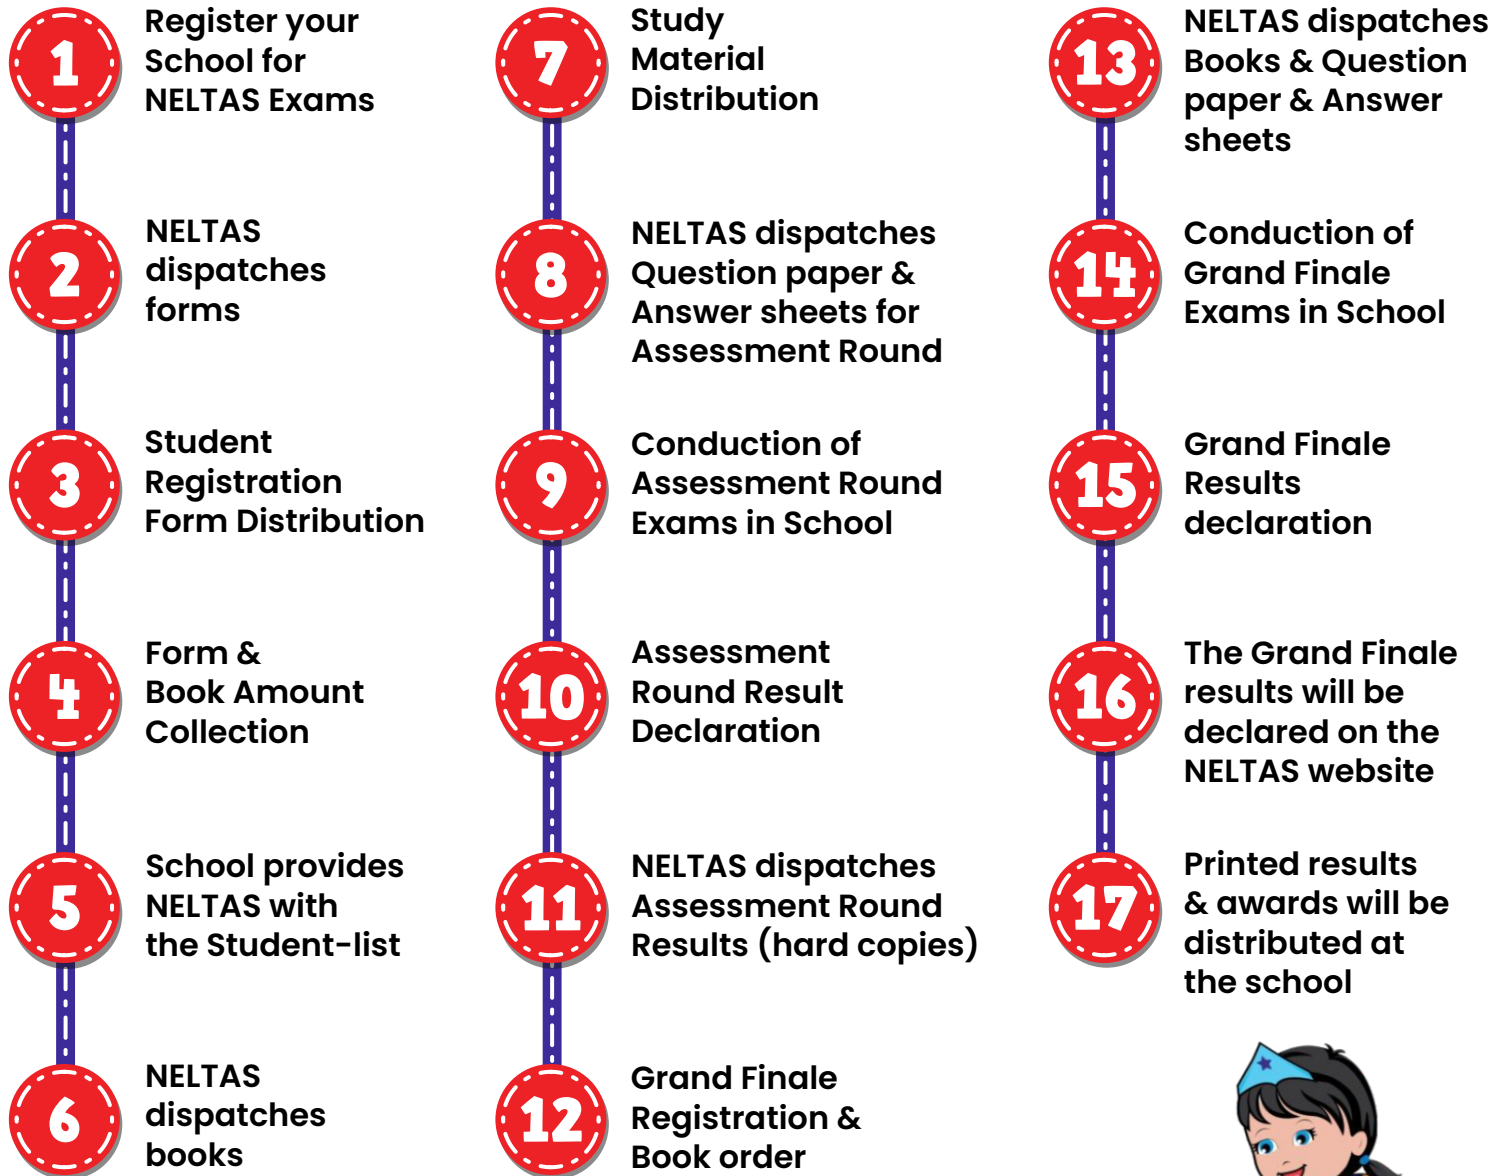 1
Register your
School for
NELTAS Exams
2
NELTAS
dispatches
forms
3
Student
Registration
Form Distribution
4
Form &
Book Amount
Collection
5
School provides
NELTAS with
the Student-list
6
NELTAS
dispatches
books
7
Study
Material
Distribution
8
NELTAS dispatches
Question paper &
Answer sheets for
Assessment Round
9
Conduction of
Assessment Round
Exams in School
10
Assessment
Round Result
Declaration
11
NELTAS dispatches
Assessment Round
Results (hard copies)
12
Grand Finale
Registration &
Book order
13
NELTAS dispatches
Books & Question
paper & Answer
sheets
14
Conduction of
Grand Finale
Exams in School
15
Grand Finale
Results
declaration
16
The Grand Finale
results will be
declared on the
NELTAS website
17
Printed results
& awards will be
distributed at
the school